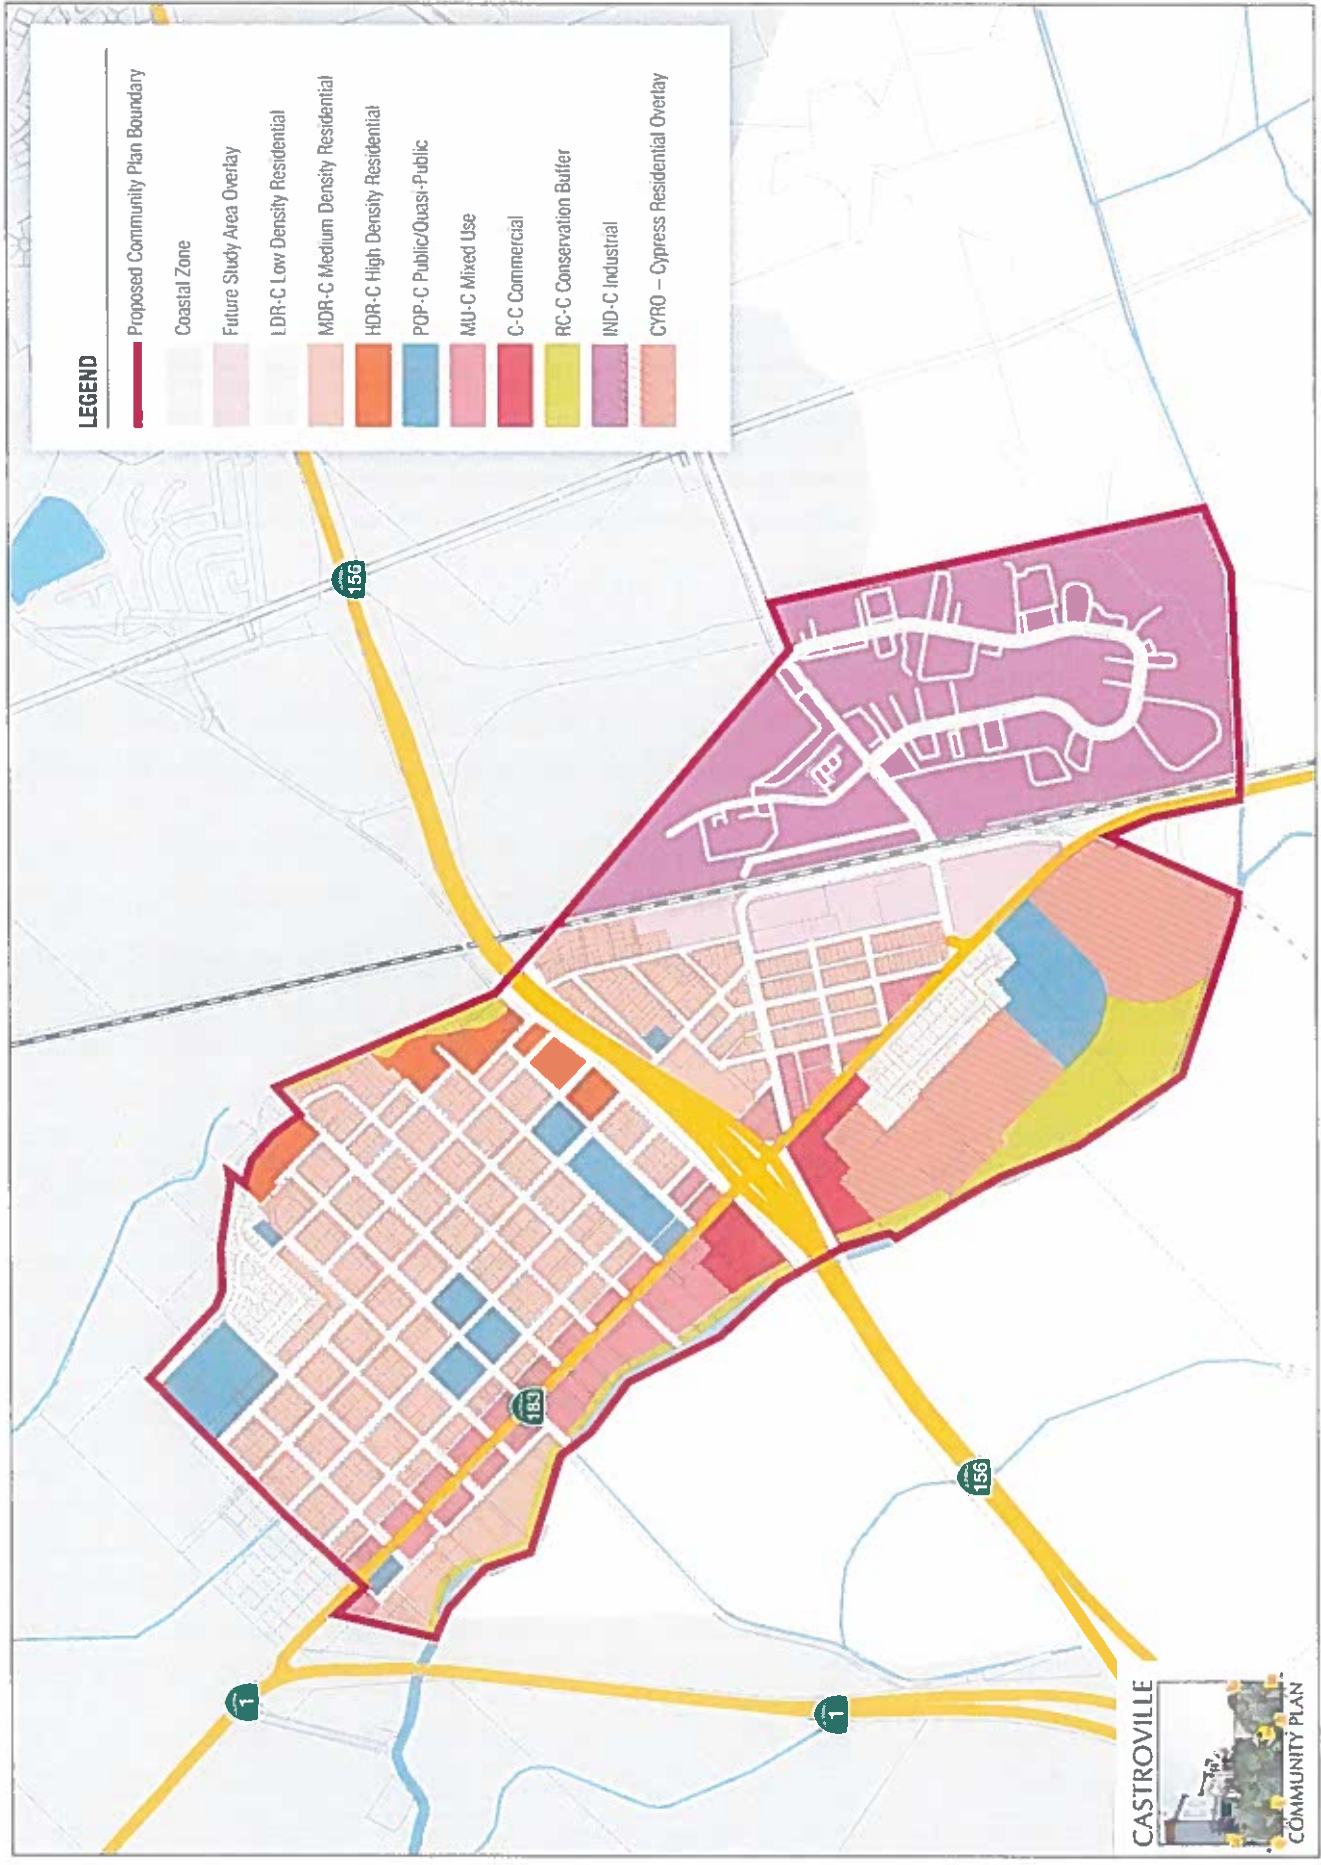 LEGEND
Proposed Community Plan Boundary
Coastal Zone
Future Study Area Overlay
LDR-C Low Density Residential
MDR-C Medium Density Residential
HDR-C High Density Residential
PQP-C Public/Quasi-Public
MU-C Mixed Use
C-C Commercial
RC-C Conservation Buffer
IND-C Industrial
CYRO – Cypress Residential Overlay
156
183
156
1
1
CASTROVILLE
COMMUNITY PLAN